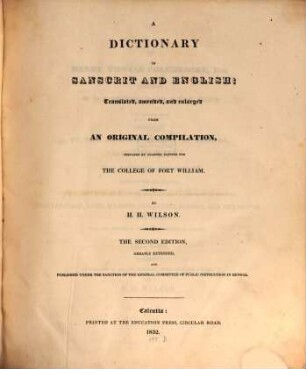 A
DICTIONARY
IN
SANSCRIT AND ENGLISH;
Translated, amended, and enlarged
FROM
AN ORIGINAL COMPILATION,
PREPARED BY LEARNED NATIVES FOR
THE COLLEGE OF FORT WILLIAM.
BY
H. H. WILSON.
THE SECOND EDITION,
GREATLY EXTENDED,
AND
PUBLISHED UNDER THE SANCTION OF THE GENERAL COMMITTEE OF PUBLIC INSTRUCTION IN BENGAL
Calcutta:
PRINTED AT THE EDUCATION PRESS, CIRCULAR ROAD.
1832.